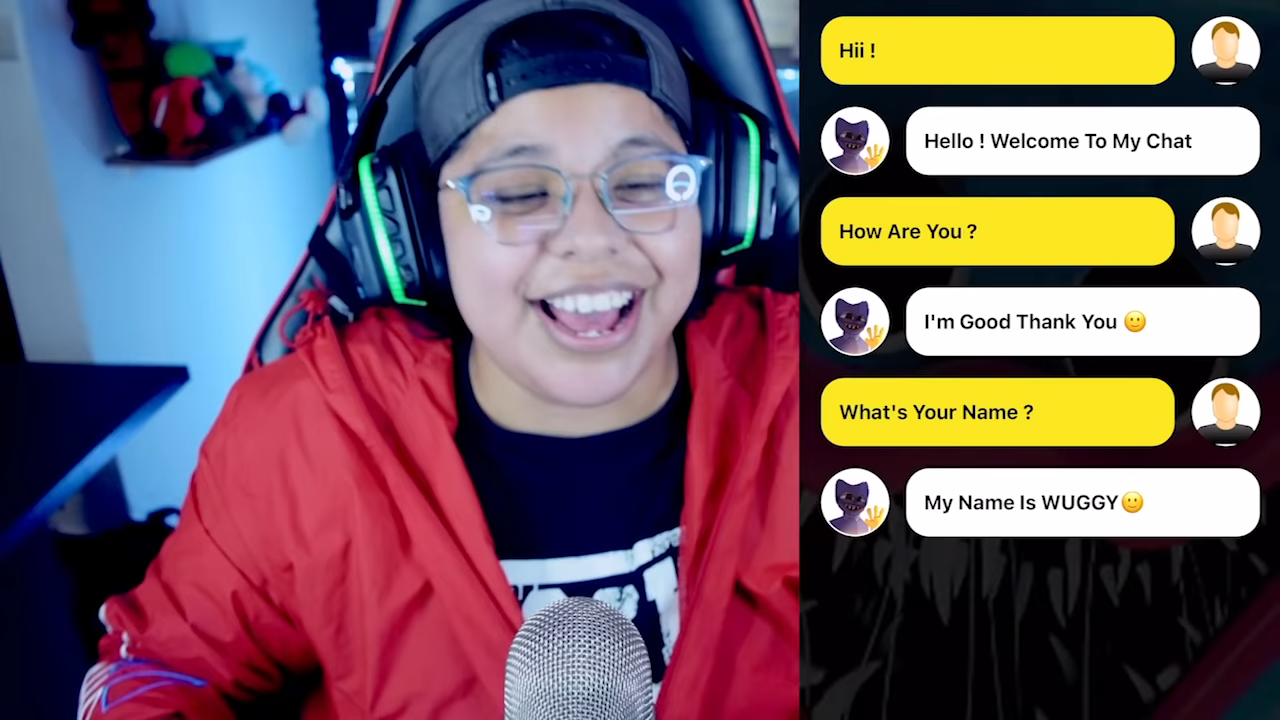 Hii !
Hello ! Welcome To My Chat
How Are You ?
I'm Good Thank You 🙂
What's Your Name ?
My Name Is WUGGY🙂